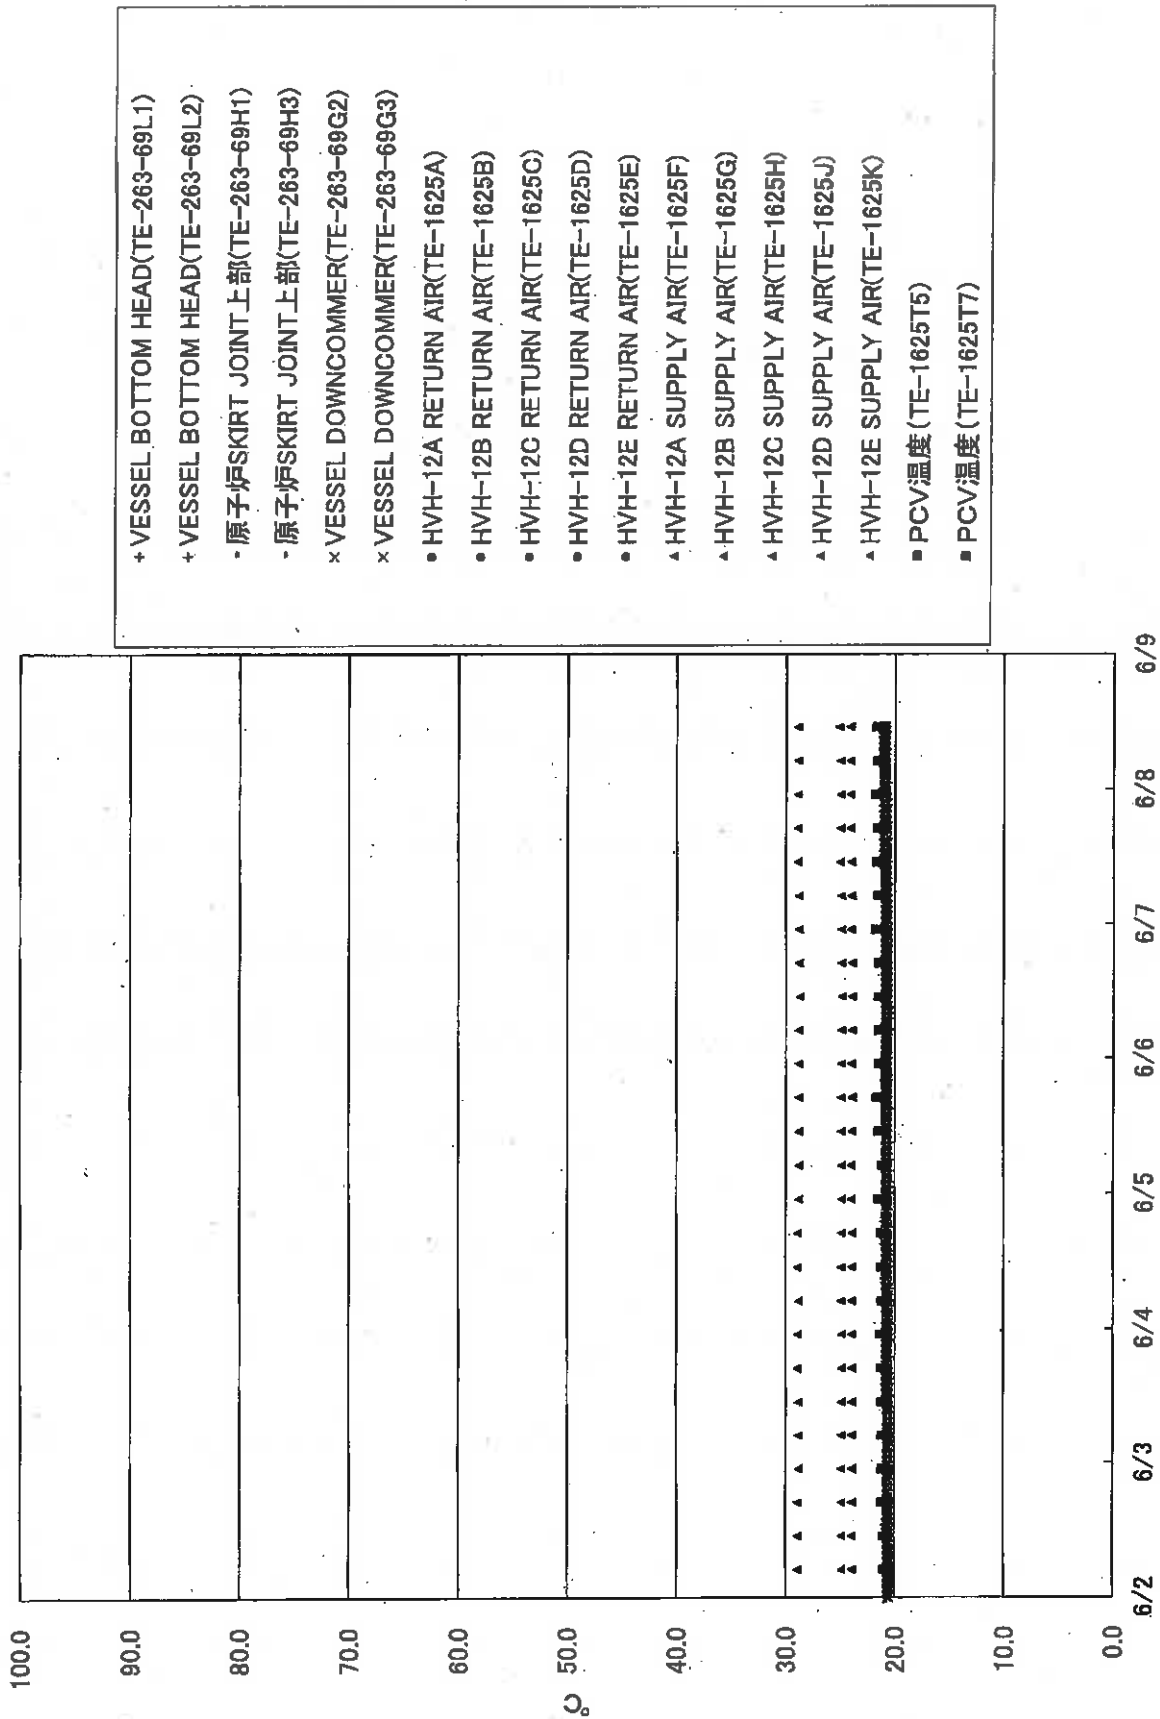 100.0
90.0
80.0
70.0
60.0
50.0
40.0
30.0
20.0
10.0
0.0
℃
6/2
6/3
6/4
6/5
6/6
6/7
6/8
6/9
+ VESSEL BOTTOM HEAD(TE-263-69L1)
+ VESSEL BOTTOM HEAD(TE-263-69L2)
- 原子炉SKIRT JOINT上部(TE-263-69H1)
- 原子炉SKIRT JOINT上部(TE-263-69H3)
× VESSEL DOWNCOMMER(TE-263-69G2)
× VESSEL DOWNCOMMER(TE-263-69G3)
● HVH-12A RETURN AIR(TE-1625A)
● HVH-12B RETURN AIR(TE-1625B)
● HVH-12C RETURN AIR(TE-1625C)
● HVH-12D RETURN AIR(TE-1625D)
● HVH-12E RETURN AIR(TE-1625E)
▲ HVH-12A SUPPLY AIR(TE-1625F)
▲ HVH-12B SUPPLY AIR(TE-1625G)
▲ HVH-12C SUPPLY AIR(TE-1625H)
▲ HVH-12D SUPPLY AIR(TE-1625J)
▲ HVH-12E SUPPLY AIR(TE-1625K)
■ PCV温度(TE-1625T5)
■ PCV温度(TE-1625T7)